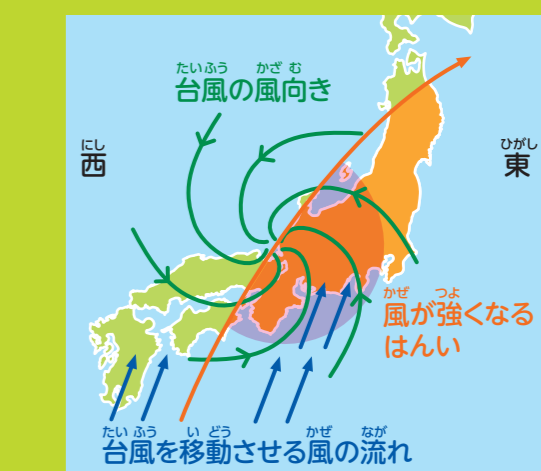 たいふう かざ む
台風の風向き
にし
西
ひがし
東
かぜ つよ
風が強くなる
はんい
たい ふう い どう かぜ なが
台風を移動させる風の流れ